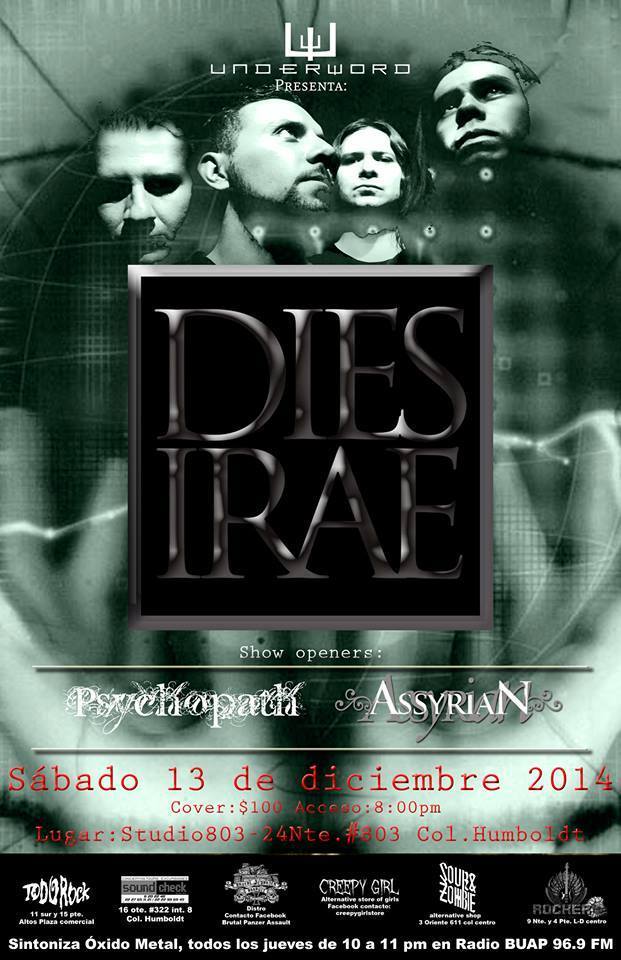 UNDERWORD
PRESENTA:
DIES
IRAE
Show openers:
Psychopath
ASSYRIAN
Sábado 13 de diciembre 2014
Cover:$100 Acceso:8:00pm
Lugar:Studio803-24Nte.#803 Col.Humboldt
TODO Rock
11 sur y 15 pte.
Altos Plaza comercial
sound check
16 ote. #322 int. 8
Col. Humboldt
Distro
Contacto Facebook
Brutal Panzer Assault
CREEPY GIRL
Alternative store of girls
Facebook contacto:
creepygirlstore
SOUR& ZOMBIE
alternative shop
3 Oriente 611 col centro
ROCKER
9 Nte. y 4 Pte. L-D centro
Sintoniza Óxido Metal, todos los jueves de 10 a 11 pm en Radio BUAP 96.9 FM